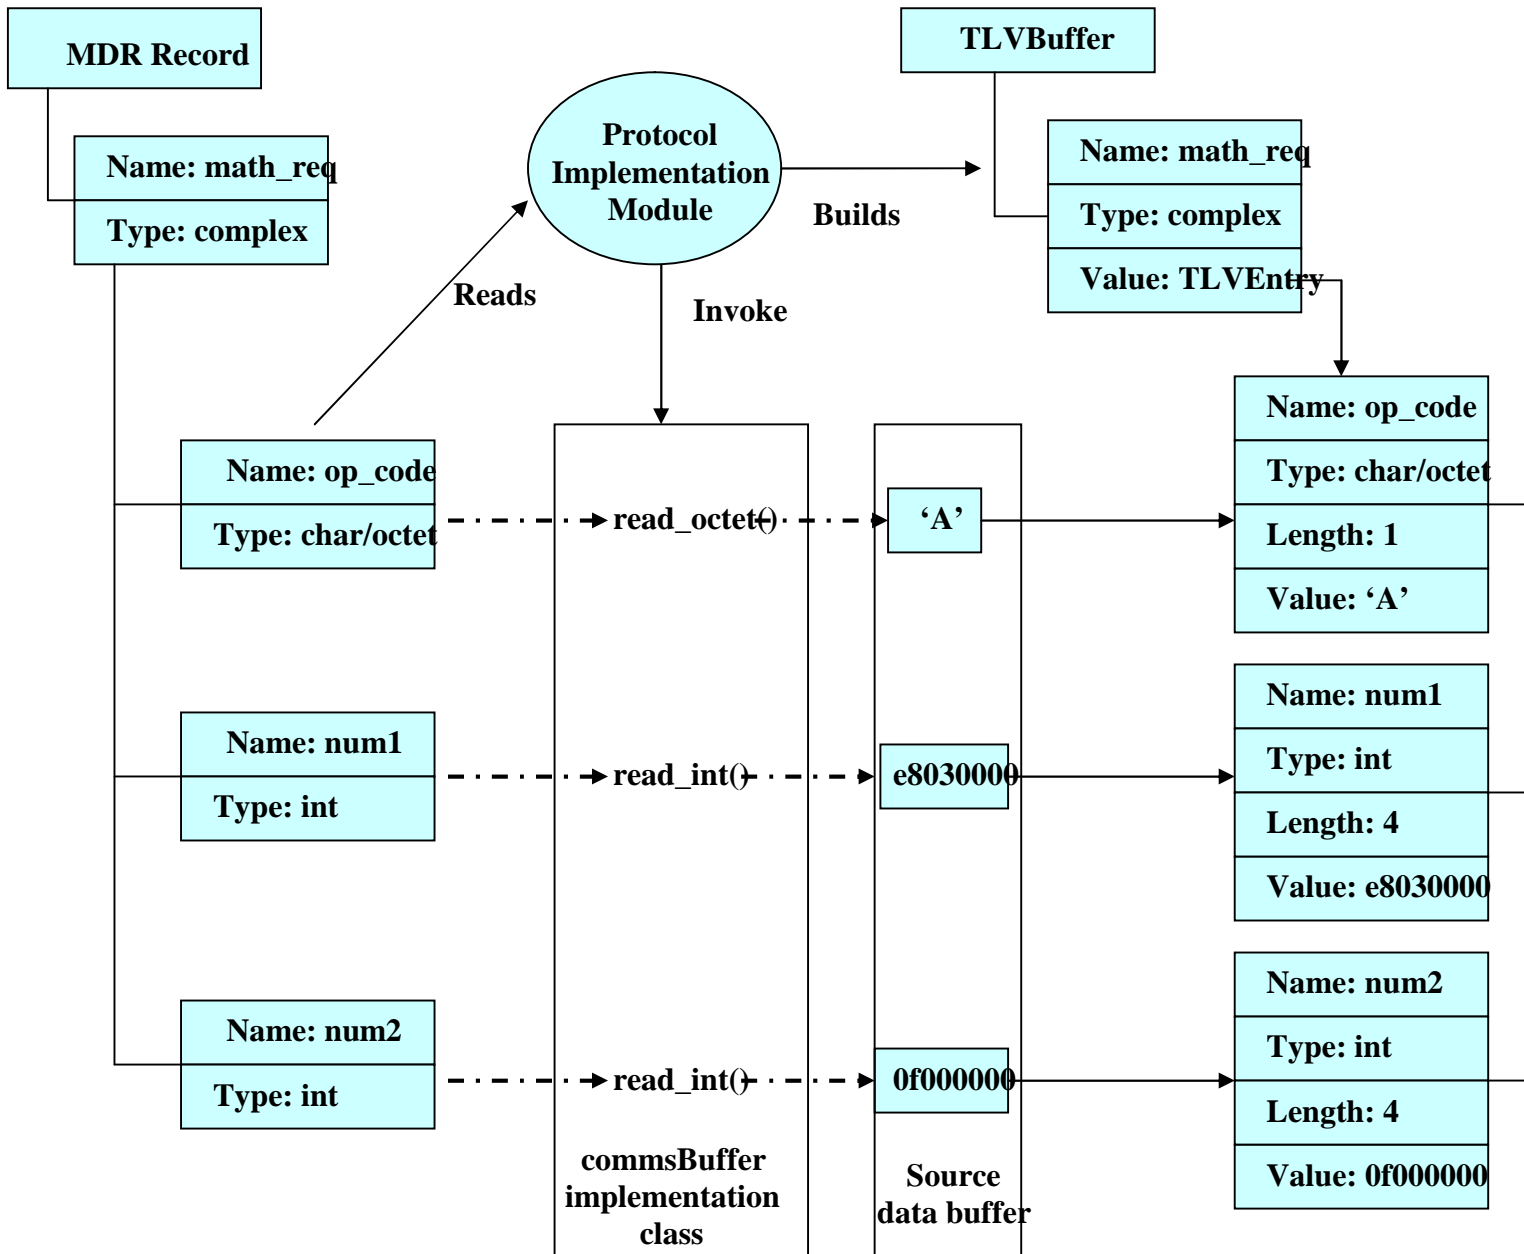 MDR Record
TLVBuffer
Name: math_req
Type: complex
Protocol
Implementation
Module
Builds
Reads
Invoke
Name: math_req
Type: complex
Value: TLVEntry
Name: op_code
Type: char/octet
read_octet()
‘A’
Name: op_code
Type: char/octet
Length: 1
Value: ‘A’
Name: num1
Type: int
read_int()
e8030000
Name: num1
Type: int
Length: 4
Value: e8030000
Name: num2
Type: int
read_int()
0f000000
Name: num2
Type: int
Length: 4
Value: 0f000000
commsBuffer
implementation
class
Source
data buffer